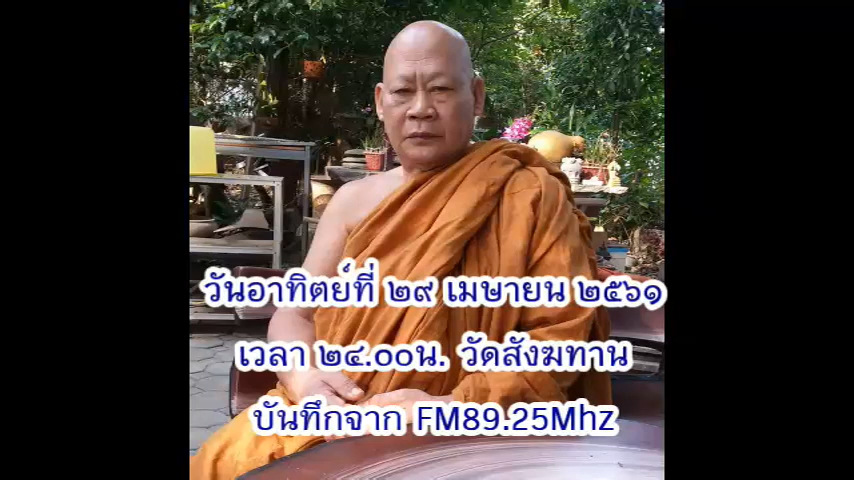 วันอาทิตย์ที่ ๒๙ เมษายน ๒๕๖๑
เวลา ๒๔.๐๐น. วัดสังฆทาน
บันทึกจาก FM89.25Mhz